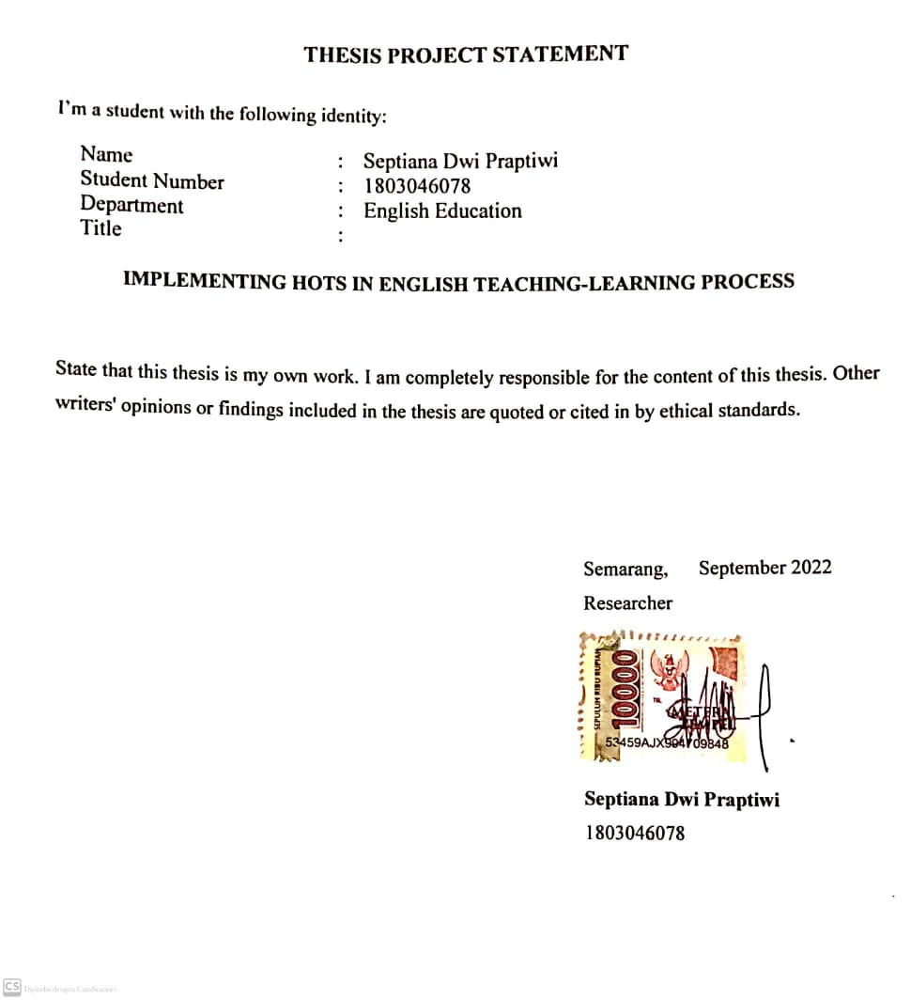 THESIS PROJECT STATEMENT
I'm a student with the following identity:
Name : Septiana Dwi Praptiwi
Student Number : 1803046078
Department : English Education
Title :
IMPLEMENTING HOTS IN ENGLISH TEACHING-LEARNING PROCESS
State that this thesis is my own work. I am completely responsible for the content of this thesis. Other
writers' opinions or findings included in the thesis are quoted or cited in by ethical standards.
Semarang, September 2022
Researcher
SEPULUH RIBU RUPIAH
10000
TGL
METERAI
TEMPEL
53459AJX994709848
Septiana Dwi Praptiwi
1803046078
CS Dipindai dengan CamScanner